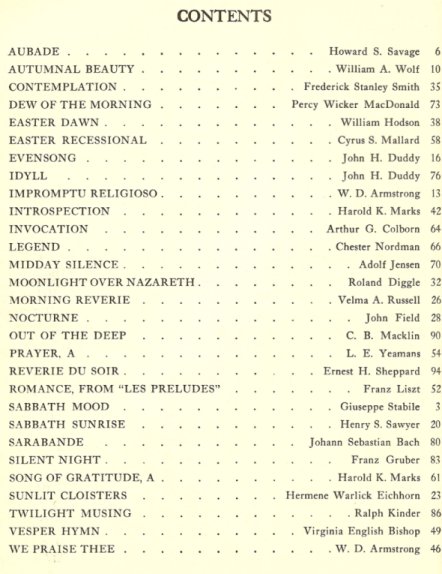 CONTENTS
AUBADE . . . . . . . . . . . . . . Howard S. Savage 6
AUTUMNAL BEAUTY . . . . . . . . . . William A. Wolf 10
CONTEMPLATION . . . . . . . . . . Frederick Stanley Smith 35
DEW OF THE MORNING . . . . . . . . Percy Wicker MacDonald 73
EASTER DAWN . . . . . . . . . . . . William Hodson 38
EASTER RECESSIONAL . . . . . . . . . . Cyrus S. Mallard 58
EVENSONG . . . . . . . . . . . . . John H. Duddy 16
IDYLL . . . . . . . . . . . . . John H. Duddy 76
IMPROMPTU RELIGIOSO . . . . . . . . . W. D. Armstrong 13
INTROSPECTION . . . . . . . . . . . Harold K. Marks 42
INVOCATION . . . . . . . . . . . Arthur G. Colborn 64
LEGEND . . . . . . . . . . . . . . Chester Nordman 66
MIDDAY SILENCE . . . . . . . . . . . . Adolf Jensen 70
MOONLIGHT OVER NAZARETH . . . . . . . . Roland Diggle 32
MORNING REVERIE . . . . . . . . . . Velma A. Russell 26
NOCTURNE . . . . . . . . . . . . . . John Field 28
OUT OF THE DEEP . . . . . . . . . . . C. B. Macklin 90
PRAYER, A . . . . . . . . . . . . . L. E. Yeamans 54
REVERIE DU SOIR . . . . . . . . . . Ernest H. Sheppard 94
ROMANCE, FROM "LES PRELUDES" . . . . . . . Franz Liszt 52
SABBATH MOOD . . . . . . . . . . . Giuseppe Stabile 3
SABBATH SUNRISE . . . . . . . . . . Henry S. Sawyer 20
SARABANDE . . . . . . . . . . Johann Sebastian Bach 80
SILENT NIGHT . . . . . . . . . . . . Franz Gruber 83
SONG OF GRATITUDE, A . . . . . . . . . Harold K. Marks 61
SUNLIT CLOISTERS . . . . . . . . Hermene Warlick Eichhorn 23
TWILIGHT MUSING . . . . . . . . . . . Ralph Kinder 86
VESPER HYMN . . . . . . . . . . Virginia English Bishop 49
WE PRAISE THEE . . . . . . . . . . . W. D. Armstrong 46